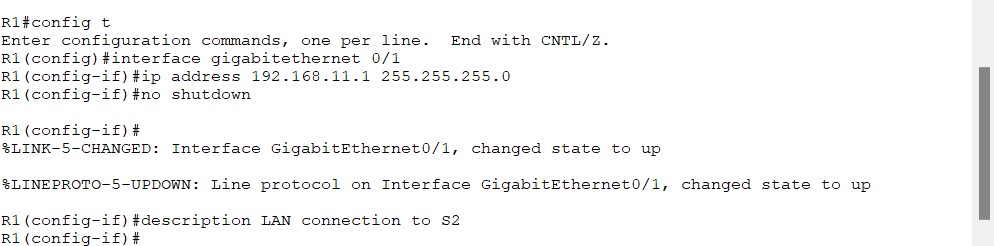 R1#config t
Enter configuration commands, one per line.  End with CNTL/Z.
R1(config)#interface gigabitethernet 0/1
R1(config-if)#ip address 192.168.11.1 255.255.255.0
R1(config-if)#no shutdown
R1(config-if)#
%LINK-5-CHANGED: Interface GigabitEthernet0/1, changed state to up
%LINEPROTO-5-UPDOWN: Line protocol on Interface GigabitEthernet0/1, changed state to up
R1(config-if)#description LAN connection to S2
R1(config-if)#